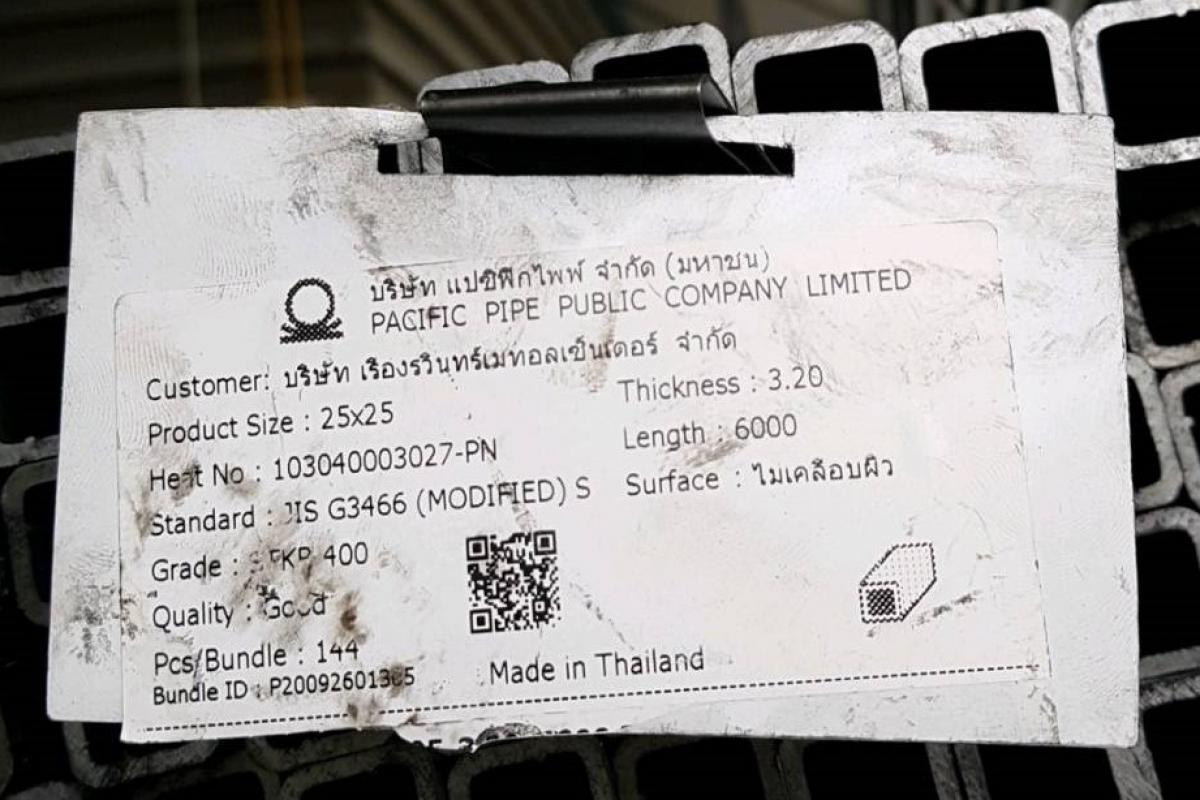 บริษัท แปซิฟิกไพพ์ จำกัด (มหาชน)
PACIFIC PIPE PUBLIC COMPANY LIMITED
Customer: บริษัท เรืองรวินทร์เมทอลเซ็นเตอร์ จำกัด
Product Size : 25x25 Thickness : 3.20
Heat No : 103040003027-PN Length : 6000
Standard : JIS G3466 (MODIFIED) S Surface : ไม่เคลือบผิว
Grade : 400
Quality : Good
Pcs/Bundle : 144
Bundle ID :
Made in Thailand